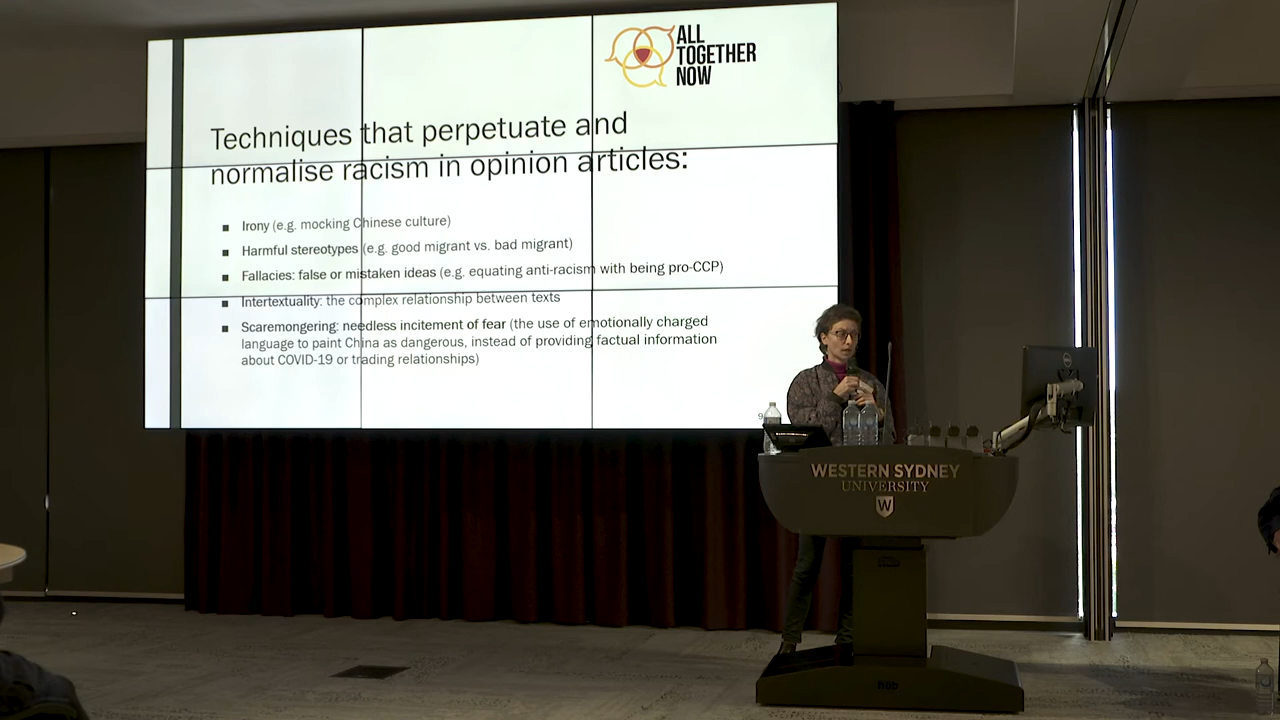 ALL
TOGETHER
NOW
Techniques that perpetuate and
normalise racism in opinion articles:
Irony (e.g. mocking Chinese culture)
Harmful stereotypes (e.g. good migrant vs. bad migrant)
Fallacies: false or mistaken ideas (e.g. equating anti-racism with being pro-CCP)
Intertextuality: the complex relationship between texts
Scaremongering: needless incitement of fear (the use of emotionally charged
language to paint China as dangerous, instead of providing factual information
about COVID-19 or trading relationships)
9
WESTERN SYDNEY
UNIVERSITY
W
DELL